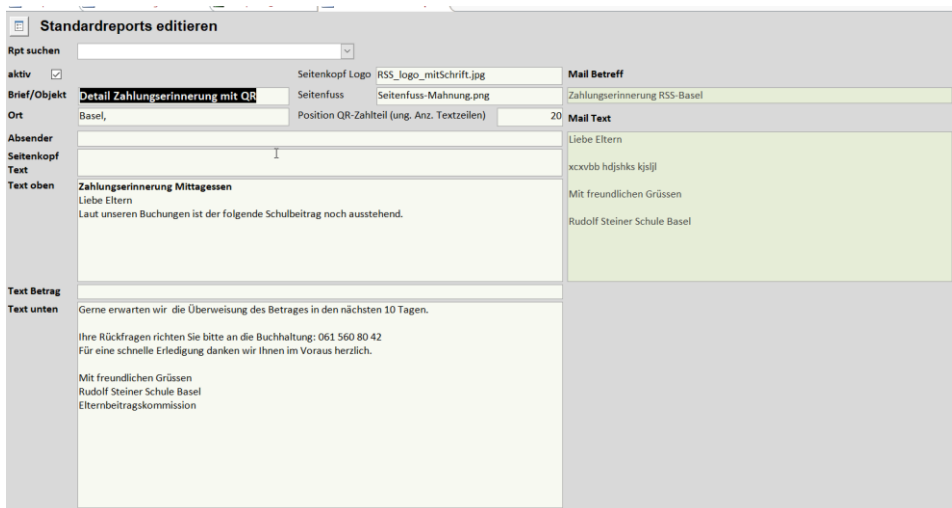 Standardreports editieren
Rpt suchen
aktiv
Seitenkopf Logo RSS_logo_mitSchrift.jpg
Mail Betreff
Brief/Objekt Detail Zahlungserinnerung mit QR
Seitenfuss Seitenfuss-Mahnung.png
Zahlungserinnerung RSS-Basel
Ort Basel,
Position QR-Zahlteil (ung. Anz. Textzeilen) 20
Mail Text
Absender
Liebe Eltern
Seitenkopf
Text
xcxvbb hdjshks kjsljl
Mit freundlichen Grüssen
Rudolf Steiner Schule Basel
Text oben
Zahlungserinnerung Mittagessen
Liebe Eltern
Laut unseren Buchungen ist der folgende Schulbeitrag noch ausstehend.
Text Betrag
Text unten
Gerne erwarten wir die Überweisung des Betrages in den nächsten 10 Tagen.
Ihre Rückfragen richten Sie bitte an die Buchhaltung: 061 560 80 42
Für eine schnelle Erledigung danken wir Ihnen im Voraus herzlich.
Mit freundlichen Grüssen
Rudolf Steiner Schule Basel
Elternbeitragskommission